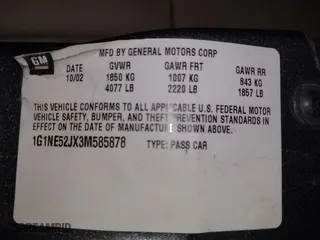 GM
MFD BY GENERAL MOTORS CORP
DATE GVWR GAWR FRT GAWR RR
10/02 1850 KG 1007 KG 843 KG
4077 LB 2220 LB 1857 LB
THIS VEHICLE CONFORMS TO ALL APPLICABLE U.S. FEDERAL MOTOR
VEHICLE SAFETY, BUMPER, AND THEFT PREVENTION STANDARDS IN
EFFECT ON THE DATE OF MANUFACTURE SHOWN ABOVE.
1G1NE52JX3M585878
TYPE: PASS CAR